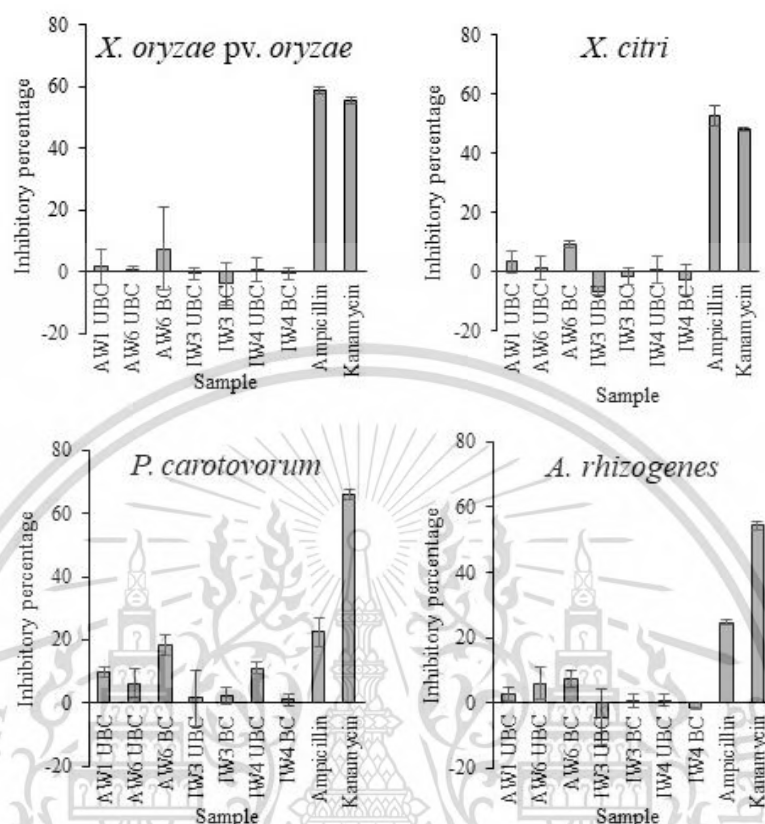 X. oryzae pv. oryzae
Inhibitory percentage
80
60
40
20
0
-20
AW1 UBC
AW6 UBC
AW6 BC
IW3 UBC
IW3 BC
IW4 UBC
IW4 BC
Ampicillin
Kanamycin
Sample
X. citri
Inhibitory percentage
80
60
40
20
0
-20
AW1 UBC
AW6 UBC
AW6 BC
IW3 UBC
IW3 BC
IW4 UBC
IW4 BC
Ampicillin
Kanamycin
Sample
P. carotovorum
Inhibitory percentage
80
60
40
20
0
-20
AW1 UBC
AW6 UBC
AW6 BC
IW3 UBC
IW3 BC
IW4 UBC
IW4 BC
Ampicillin
Kanamycin
Sample
A. rhizogenes
Inhibitory percentage
80
60
40
20
0
-20
AW1 UBC
AW6 UBC
AW6 BC
IW3 UBC
IW3 BC
IW4 UBC
IW4 BC
Ampicillin
Kanamycin
Sample